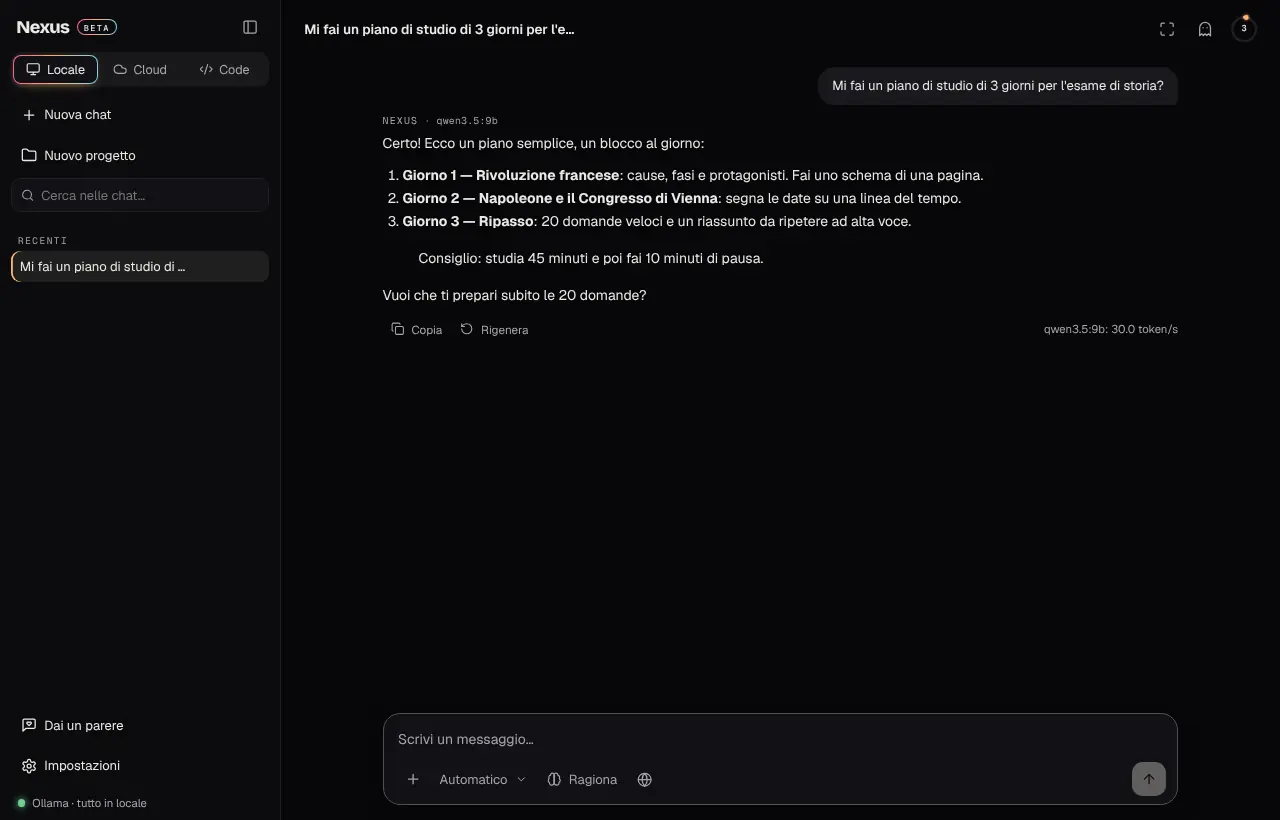 Nexus BETA
Locale Cloud Code
Nuova chat
Nuovo progetto
Cerca nelle chat…
RECENTI
Mi fai un piano di studio di …
Dai un parere
Impostazioni
Ollama · tutto in locale
Mi fai un piano di studio di 3 giorni per l'e…
3
Mi fai un piano di studio di 3 giorni per l'esame di storia?
NEXUS · qwen3.5:9b
Certo! Ecco un piano semplice, un blocco al giorno:
1. Giorno 1 — Rivoluzione francese: cause, fasi e protagonisti. Fai uno schema di una pagina.
2. Giorno 2 — Napoleone e il Congresso di Vienna: segna le date su una linea del tempo.
3. Giorno 3 — Ripasso: 20 domande veloci e un riassunto da ripetere ad alta voce.
Consiglio: studia 45 minuti e poi fai 10 minuti di pausa.
Vuoi che ti prepari subito le 20 domande?
Copia Rigenera qwen3.5:9b: 30.0 token/s
Scrivi un messaggio…
Automatico Ragiona